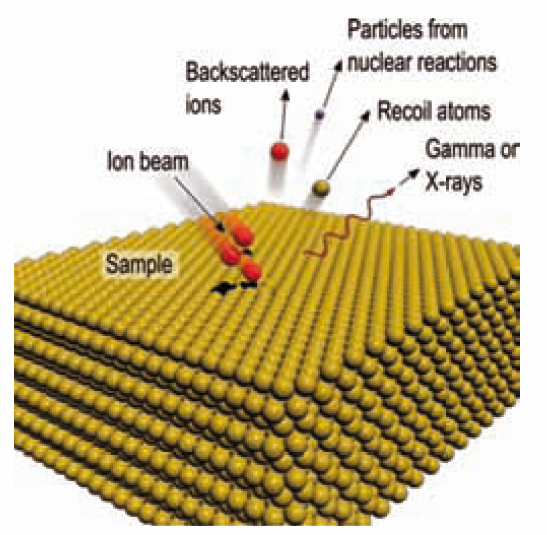 Particles from
nuclear reactions
Backscattered
ions
Recoil atoms
Gamma or
X-rays
Ion beam
Sample